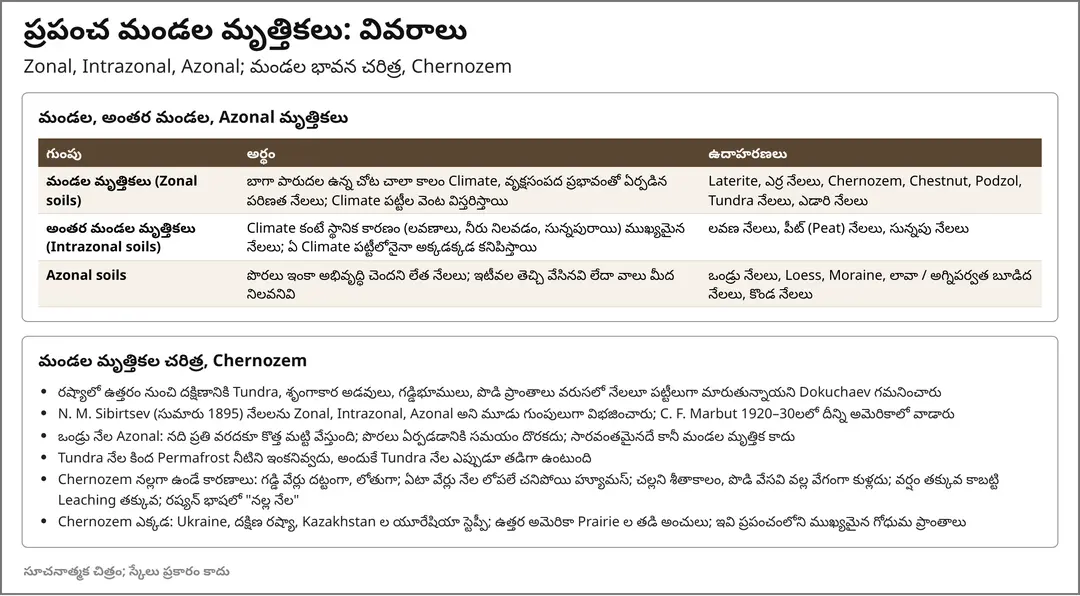 ప్రపంచ మండల మృత్తికలు: వివరాలు
Zonal, Intrazonal, Azonal; మండల భావన చరిత్ర, Chernozem
మండల, అంతర మండల, Azonal మృత్తికలు
గుంపు అర్థం ఉదాహరణలు
మండల మృత్తికలు (Zonal soils) బాగా పారుదల ఉన్న చోట చాలా కాలం Climate, వృక్షసంపద ప్రభావంతో ఏర్పడిన పరిణత నేలలు; Climate పట్టీల వెంట విస్తరిస్తాయి Laterite, ఎర్ర నేలలు, Chernozem, Chestnut, Podzol, Tundra నేలలు, ఎడారి నేలలు
అంతర మండల మృత్తికలు (Intrazonal soils) Climate కంటే స్థానిక కారణం (లవణాలు, నీరు నిలవడం, సున్నపురాయి) ముఖ్యమైన నేలలు; ఏ Climate పట్టీలోనైనా అక్కడక్కడ కనిపిస్తాయి లవణ నేలలు, పీట్ (Peat) నేలలు, సున్నపు నేలలు
Azonal soils పొరలు ఇంకా అభివృద్ధి చెందని లేత నేలలు; ఇటీవల తెచ్చి వేసినవి లేదా వాలు మీద నిలవనివి ఒండ్రు నేలలు, Loess, Moraine, లావా / అగ్నిపర్వత బూడిద నేలలు, కొండ నేలలు
మండల మృత్తికల చరిత్ర, Chernozem
• రష్యాలో ఉత్తరం నుంచి దక్షిణానికి Tundra, శృంగాకార అడవులు, గడ్డిభూములు, పొడి ప్రాంతాలు వరుసలో నేలలూ పట్టీలుగా మారుతున్నాయని Dokuchaev గమనించారు
• N. M. Sibirtsev (సుమారు 1895) నేలలను Zonal, Intrazonal, Azonal అని మూడు గుంపులుగా విభజించారు; C. F. Marbut 1920–30లలో దీన్ని అమెరికాలో వాడారు
• ఒండ్రు నేల Azonal: నది ప్రతి వరదకూ కొత్త మట్టి వేస్తుంది; పొరలు ఏర్పడడానికి సమయం దొరకదు; సారవంతమైనదే కానీ మండల మృత్తిక కాదు
• Tundra నేల కింద Permafrost నీటిని ఇంకనివ్వదు, అందుకే Tundra నేల ఎప్పుడూ తడిగా ఉంటుంది
• Chernozem నల్లగా ఉండే కారణాలు: గడ్డి వేర్లు దట్టంగా, లోతుగా; ఏటా వేర్లు నేల లోపలే చనిపోయి హ్యూమస్; చల్లని శీతాకాలం, పొడి వేసవి వల్ల వేగంగా కుళ్లదు; వర్షం తక్కువ కాబట్టి
Leaching తక్కువ; రష్యన్ భాషలో "నల్ల నేల"
• Chernozem ఎక్కడ: Ukraine, దక్షిణ రష్యా, Kazakhstan ల యూరేషియా స్టెప్పీ; ఉత్తర అమెరికా Prairie ల తడి అంచులు; ఇవి ప్రపంచంలోని ముఖ్యమైన గోధుమ ప్రాంతాలు
సూచనాత్మక చిత్రం; స్కేలు ప్రకారం కాదు